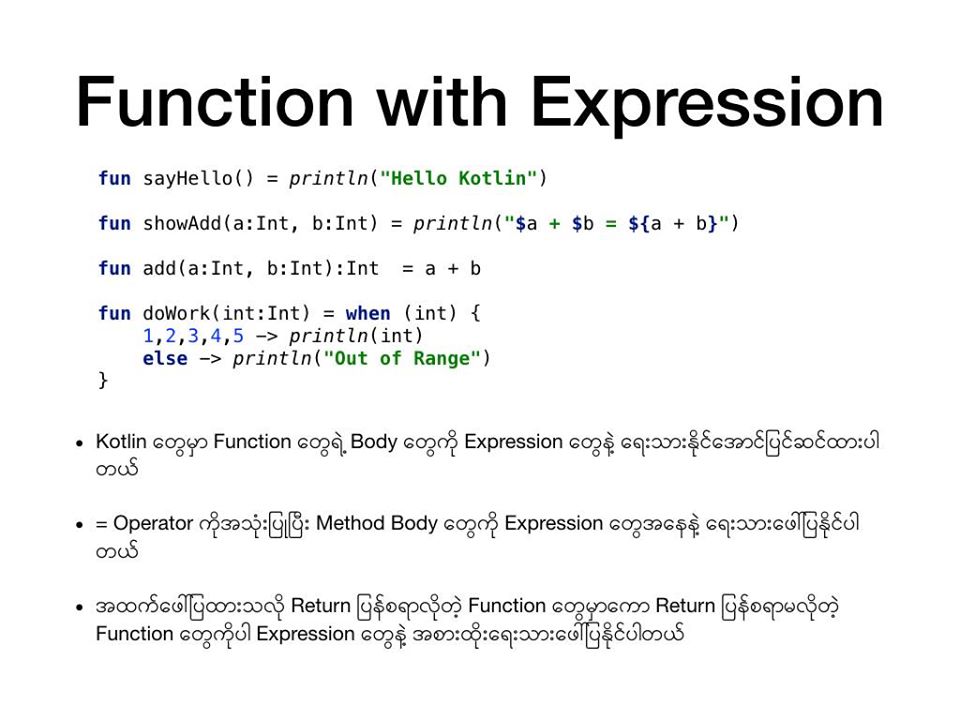 Function with Expression
fun sayHello() = println("Hello Kotlin")
fun showAdd(a:Int, b:Int) = println("$a + $b = ${a + b}")
fun add(a:Int, b:Int):Int  = a + b
fun doWork(int:Int) = when (int) {
    1,2,3,4,5 -> println(int)
    else -> println("Out of Range")
}
• Kotlin တွေမှာ Function တွေရဲ့ Body တွေကို Expression တွေနဲ့ ရေးသားနိုင်အောင်ပြင်ဆင်ထားပါ
တယ်
• = Operator ကိုအသုံးပြုပြီး Method Body တွေကို Expression တွေအနေနဲ့ ရေးသားဖေါ်ပြနိုင်ပါ
တယ်
• အထက်ဖေါ်ပြထားသလို Return ပြန်စရာလိုတဲ့ Function တွေမှာကော Return ပြန်စရာမလိုတဲ့
Function တွေကိုပါ Expression တွေနဲ့ အစားထိုးရေးသားဖေါ်ပြနိုင်ပါတယ်